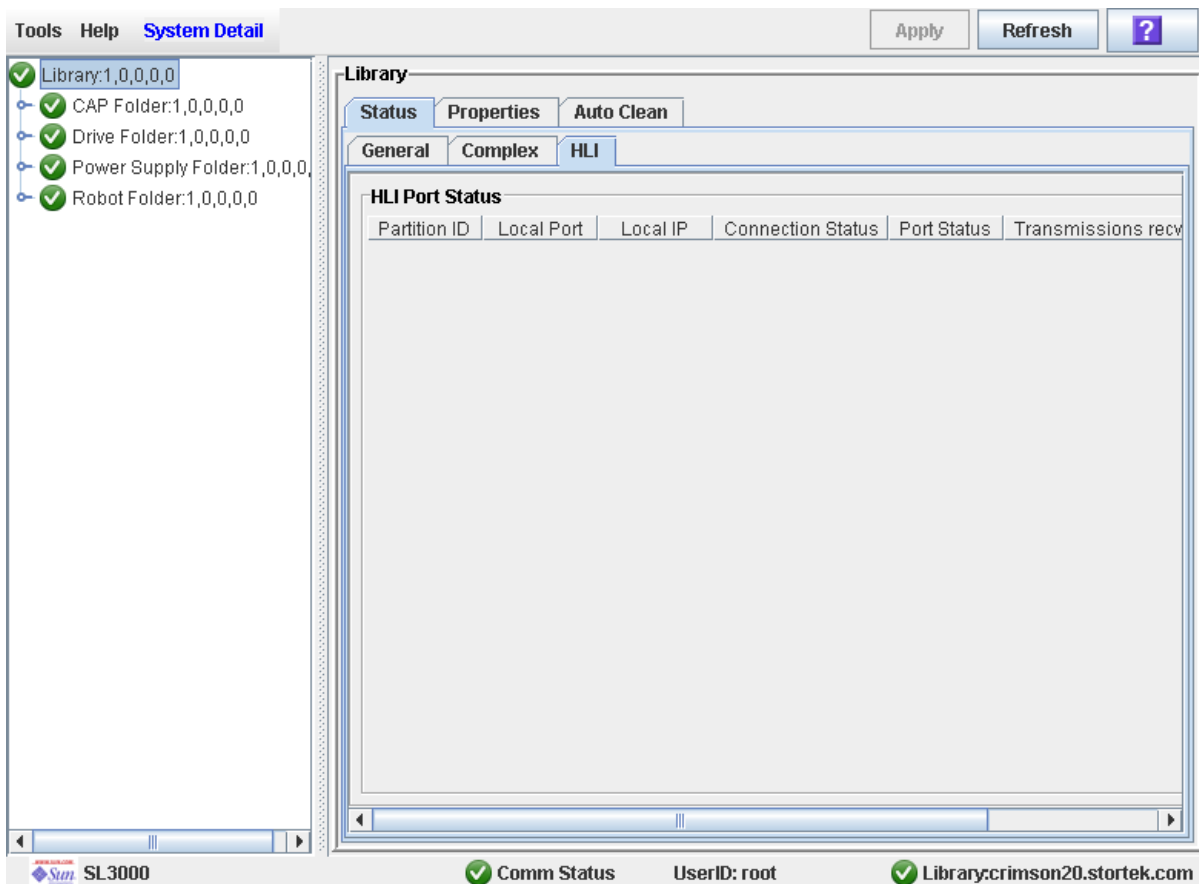 Tools Help System Detail Apply Refresh ?
Library:1,0,0,0,0
CAP Folder:1,0,0,0,0
Drive Folder:1,0,0,0,0
Power Supply Folder:1,0,0,0,
Robot Folder:1,0,0,0,0
Library
Status Properties Auto Clean
General Complex HLI
HLI Port Status
Partition ID Local Port Local IP Connection Status Port Status Transmissions recv
Sun SL3000 Comm Status UserID: root Library:crimson20.stortek.com